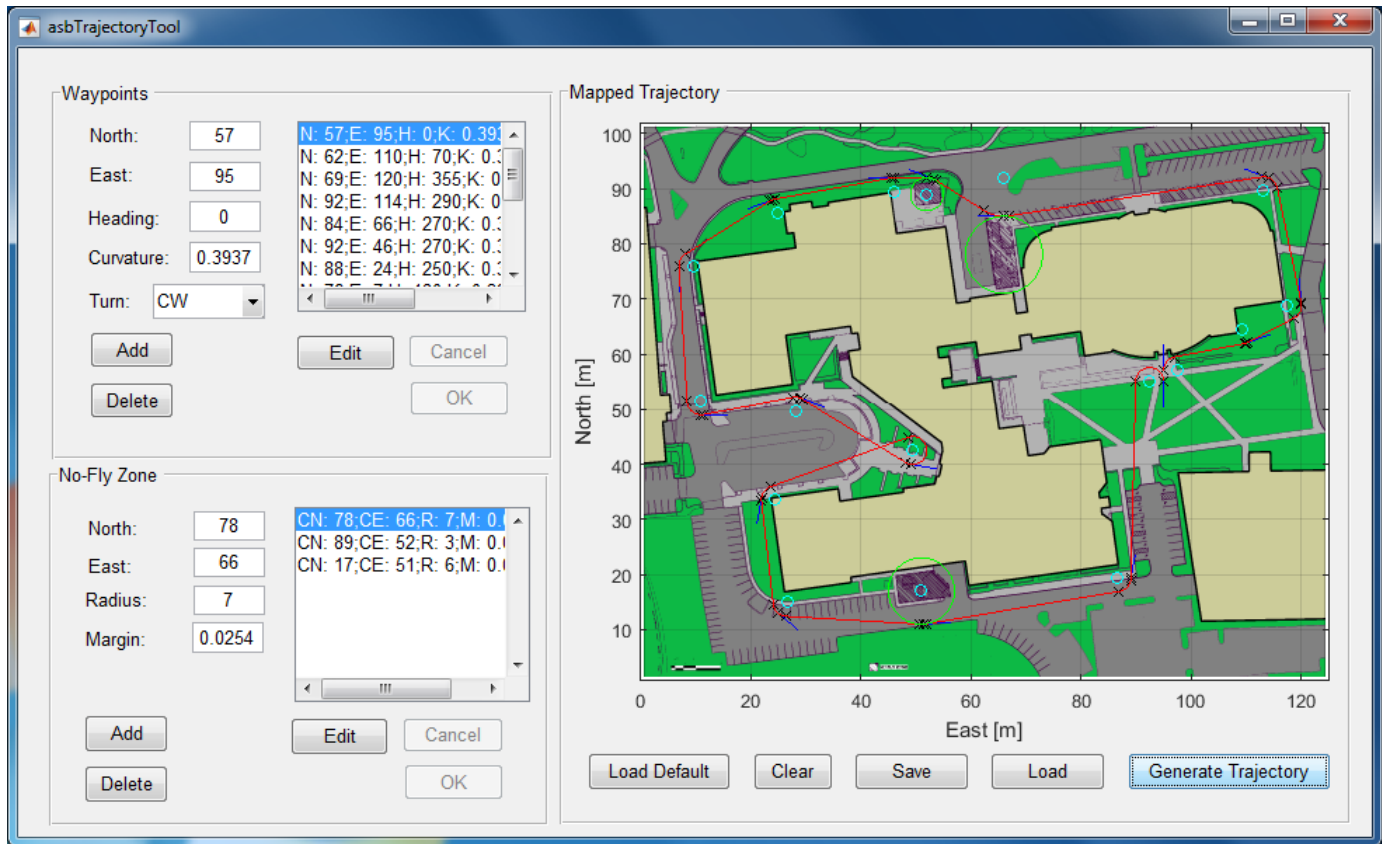 asbTrajectoryTool
Waypoints
North: 57
East: 95
Heading: 0
Curvature: 0.3937
Turn: CW
Add
Delete
N: 57;E: 95;H: 0;K: 0.393
N: 62;E: 110;H: 70;K: 0.3
N: 69;E: 120;H: 355;K: 0
N: 92;E: 114;H: 290;K: 0
N: 84;E: 66;H: 270;K: 0.3
N: 92;E: 46;H: 270;K: 0.3
N: 88;E: 24;H: 250;K: 0.3
Edit
Cancel
OK
No-Fly Zone
North: 78
East: 66
Radius: 7
Margin: 0.0254
Add
Delete
CN: 78;CE: 66;R: 7;M: 0.0
CN: 89;CE: 52;R: 3;M: 0.0
CN: 17;CE: 51;R: 6;M: 0.0
Edit
Cancel
OK
Mapped Trajectory
100
90
80
70
60
50
40
30
20
10
North [m]
0 20 40 60 80 100 120
East [m]
Load Default
Clear
Save
Load
Generate Trajectory